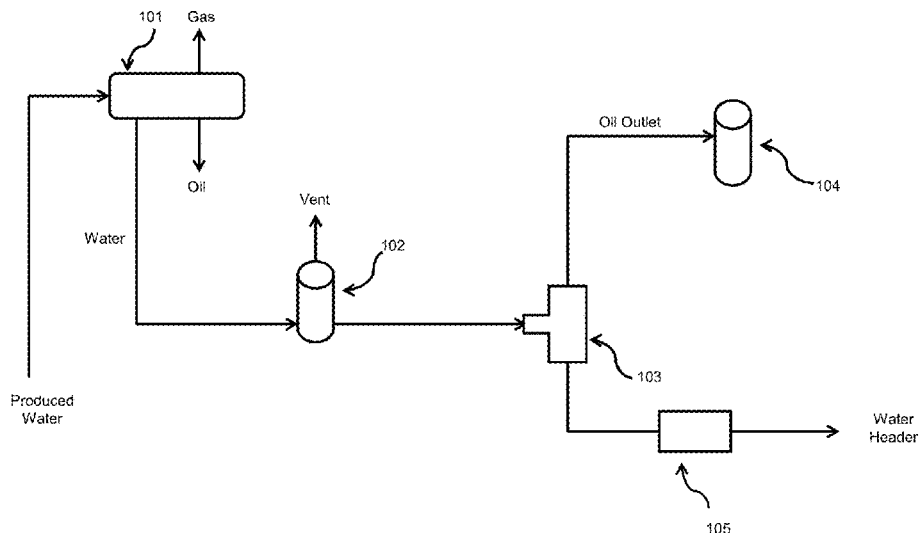 101
Gas
Oil Outlet
104
Oil
Vent
Water
102
103
Produced
Water
Water
Header
105